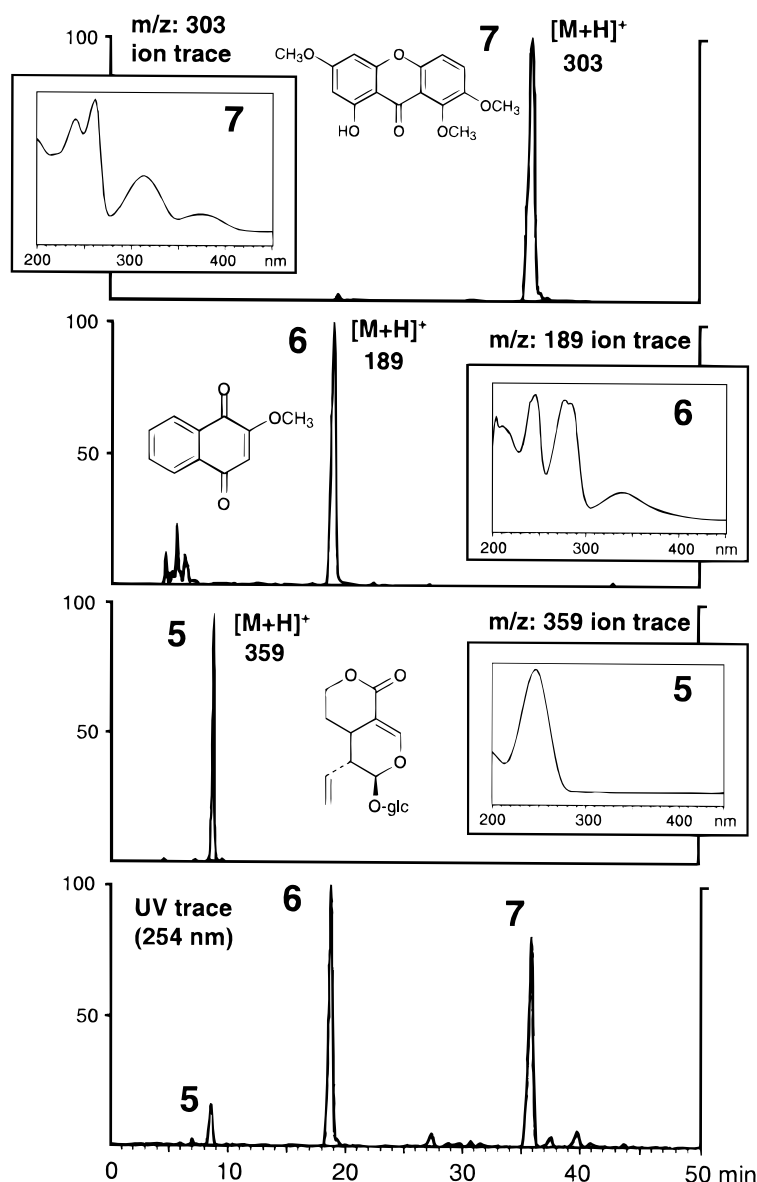 m/z: 303
ion trace
7
[M+H]+
303
100
CH3O
O
OCH3
HO
O
OCH3
7
200
300
400
nm
100
6
[M+H]+
189
m/z: 189 ion trace
O
OCH3
O
50
6
200
400
nm
100
5
[M+H]+
359
m/z: 359 ion trace
O
O
O
O-glc
50
5
200
400
nm
100
UV trace
(254 nm)
6
7
50
5
0
10
20
30
40
50 min